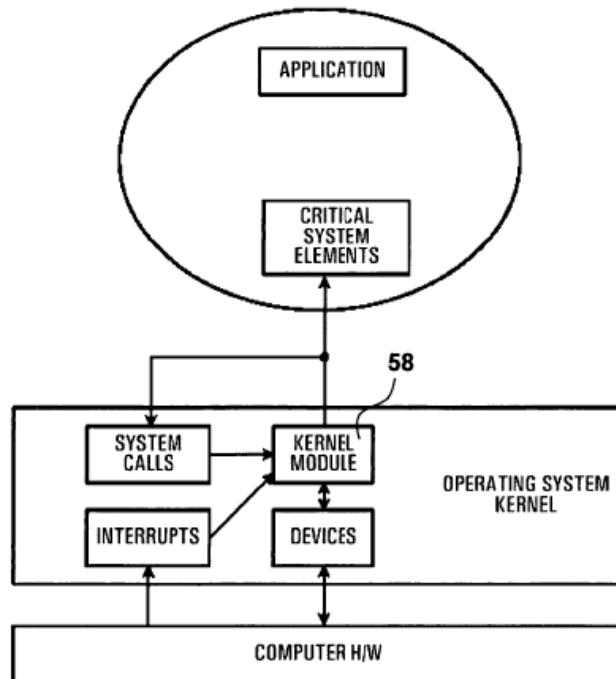 APPLICATION
CRITICAL
SYSTEM
ELEMENTS
58
SYSTEM
CALLS
KERNEL
MODULE
OPERATING SYSTEM
KERNEL
INTERRUPTS
DEVICES
COMPUTER H/W